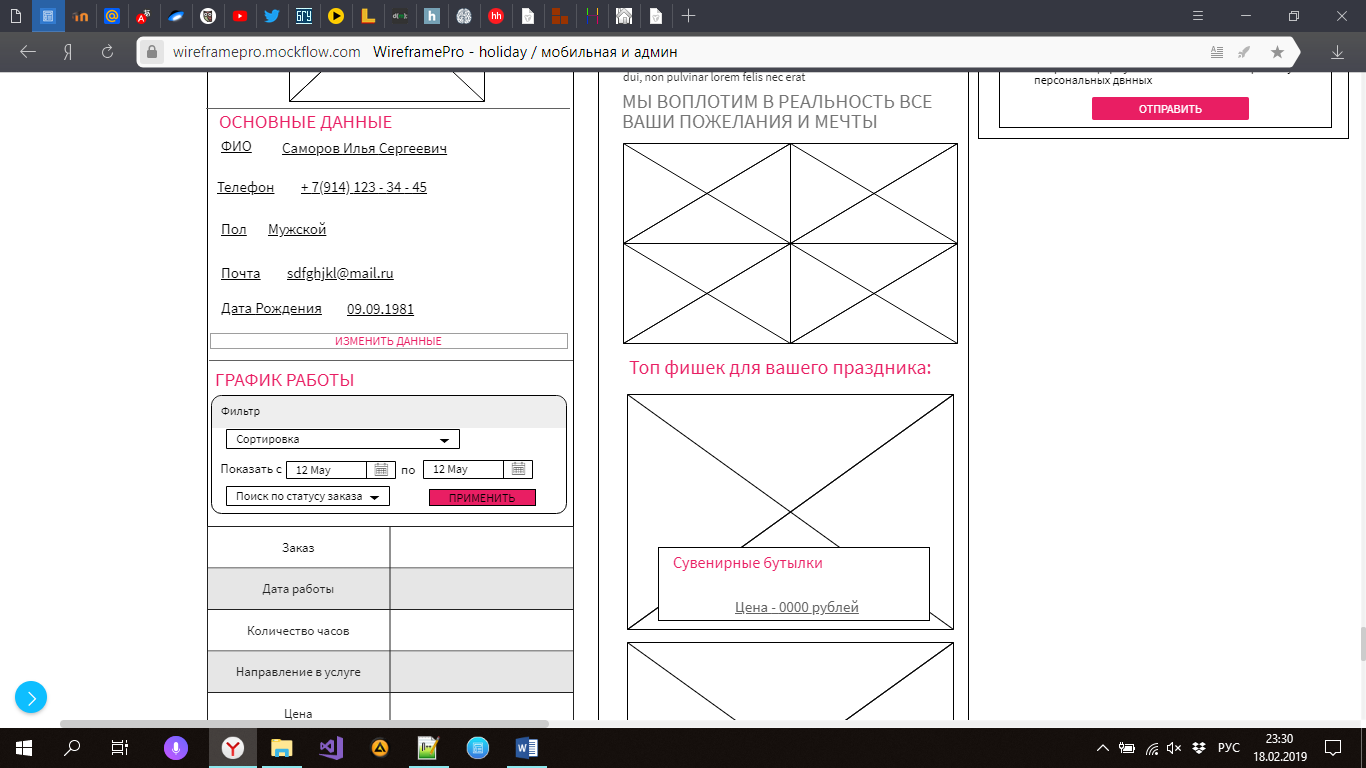 wireframepro.mockflow.com WireframePro - holiday / мобильная и админ
ОСНОВНЫЕ ДАННЫЕ
ФИО Саморов Илья Сергеевич
Телефон + 7(914) 123 - 34 - 45
Пол Мужской
Почта sdfghjkl@mail.ru
Дата Рождения 09.09.1981
ИЗМЕНИТЬ ДАННЫЕ
ГРАФИК РАБОТЫ
Фильтр
Сортировка
Показать с 12 May по 12 May
Поиск по статусу заказа ПРИМЕНИТЬ
Заказ
Дата работы
Количество часов
Направление в услуге
Цена
dui, non pulvinar lorem felis nec erat
МЫ ВОПЛОТИМ В РЕАЛЬНОСТЬ ВСЕ
ВАШИ ПОЖЕЛАНИЯ И МЕЧТЫ
Топ фишек для вашего праздника:
Сувенирные бутылки
Цена - 0000 рублей
персональных двнных
ОТПРАВИТЬ
РУС
23:30
18.02.2019